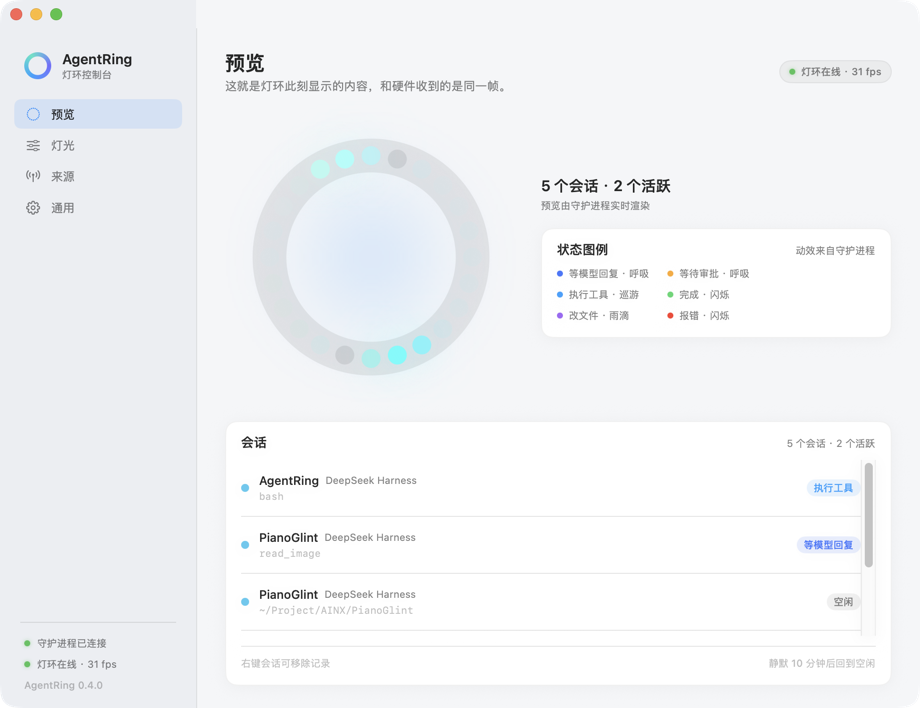 AgentRing
灯环控制台
预览
灯光
来源
通用
守护进程已连接
灯环在线 · 31 fps
AgentRing 0.4.0
预览
这就是灯环此刻显示的内容，和硬件收到的是同一帧。
灯环在线 · 31 fps
5 个会话 · 2 个活跃
预览由守护进程实时渲染
状态图例
动效来自守护进程
等模型回复 · 呼吸
等待审批 · 呼吸
执行工具 · 巡游
完成 · 闪烁
改文件 · 雨滴
报错 · 闪烁
会话
5 个会话 · 2 个活跃
AgentRing DeepSeek Harness
bash
执行工具
PianoGlint DeepSeek Harness
read_image
等模型回复
PianoGlint DeepSeek Harness
~/Project/AINX/PianoGlint
空闲
右键会话可移除记录
静默 10 分钟后回到空闲